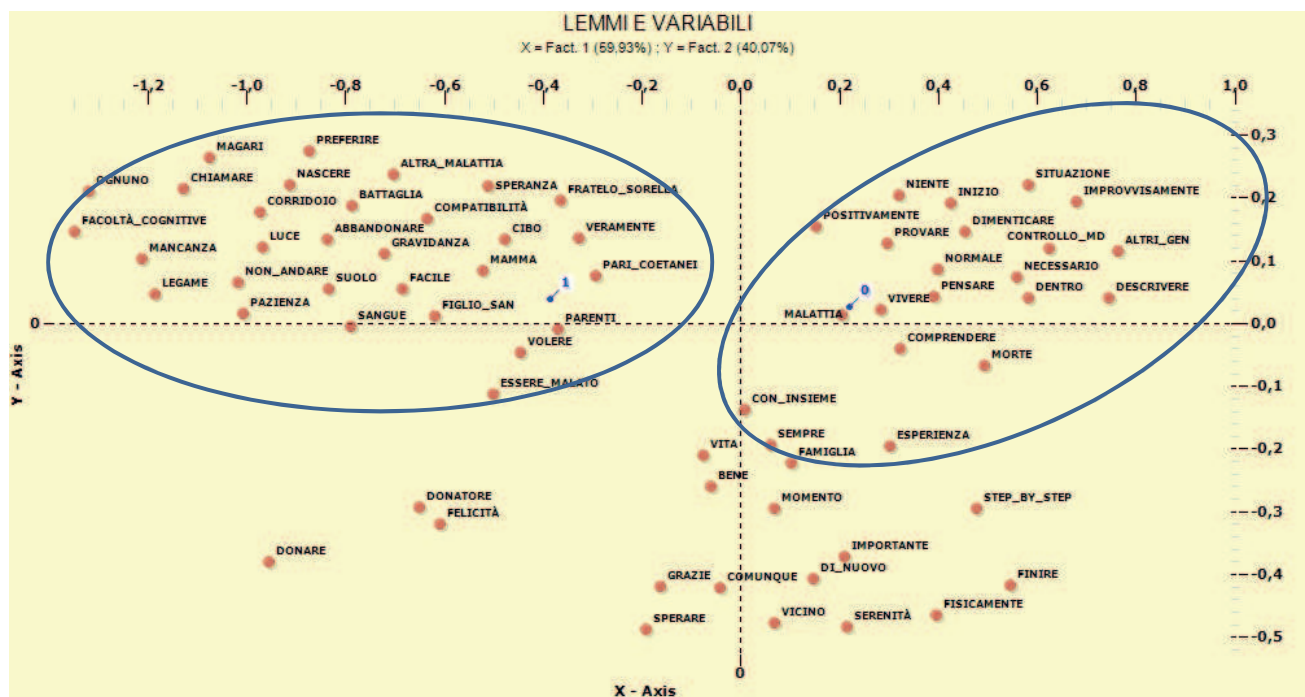 LEMMI E VARIABILI
X = Fact. 1 (59,93%) ; Y = Fact. 2 (40,07%)
-1,2 -1,0 -0,8 -0,6 -0,4 0,0 0,2 0,4 0,6 0,8 1,0
0,3
MAGARI PREFERIRE
ALTRA_MALATTIA SITUAZIONE
OGNUNO CHIAMARE NASCERE SPERANZA FRATELO_SORELLA NIENTE INIZIO IMPROVVISAMENTE
0,2
CORRIDOIO BATTAGLIA COMPATIBILITÀ
FACOLTÀ_COGNITIVE ABBANDONARE CIBO VERAMENTE POSITIVAMENTE PROVARE DIMENTICARE
LUCE GRAVIDANZA CONTROLLO_MD ALTRI_GEN
MANCANZA MAMMA NORMALE
0,1
NON_ANDARE SUOLO FACILE PARI_COETANEI NECESSARIO
LEGAME 1 0 PENSARE DENTRO DESCRIVERE
PAZIENZA SANGUE FIGLIO_SAN PARENTI MALATTIA VIVERE
0 0,0
VOLERE COMPRENDERE
MORTE
ESSERE_MALATO
-0,1
CON_INSIEME
VITA SEMPRE ESPERIENZA
-0,2
FAMIGLIA
BENE
DONATORE MOMENTO STEP_BY_STEP
-0,3
FELICITÀ
DONARE IMPORTANTE
GRAZIE COMUNQUE DI_NUOVO FINIRE
-0,4
SPERARE VICINO SERENITÀ FISICAMENTE
-0,5
0
X - Axis
Y - Axis